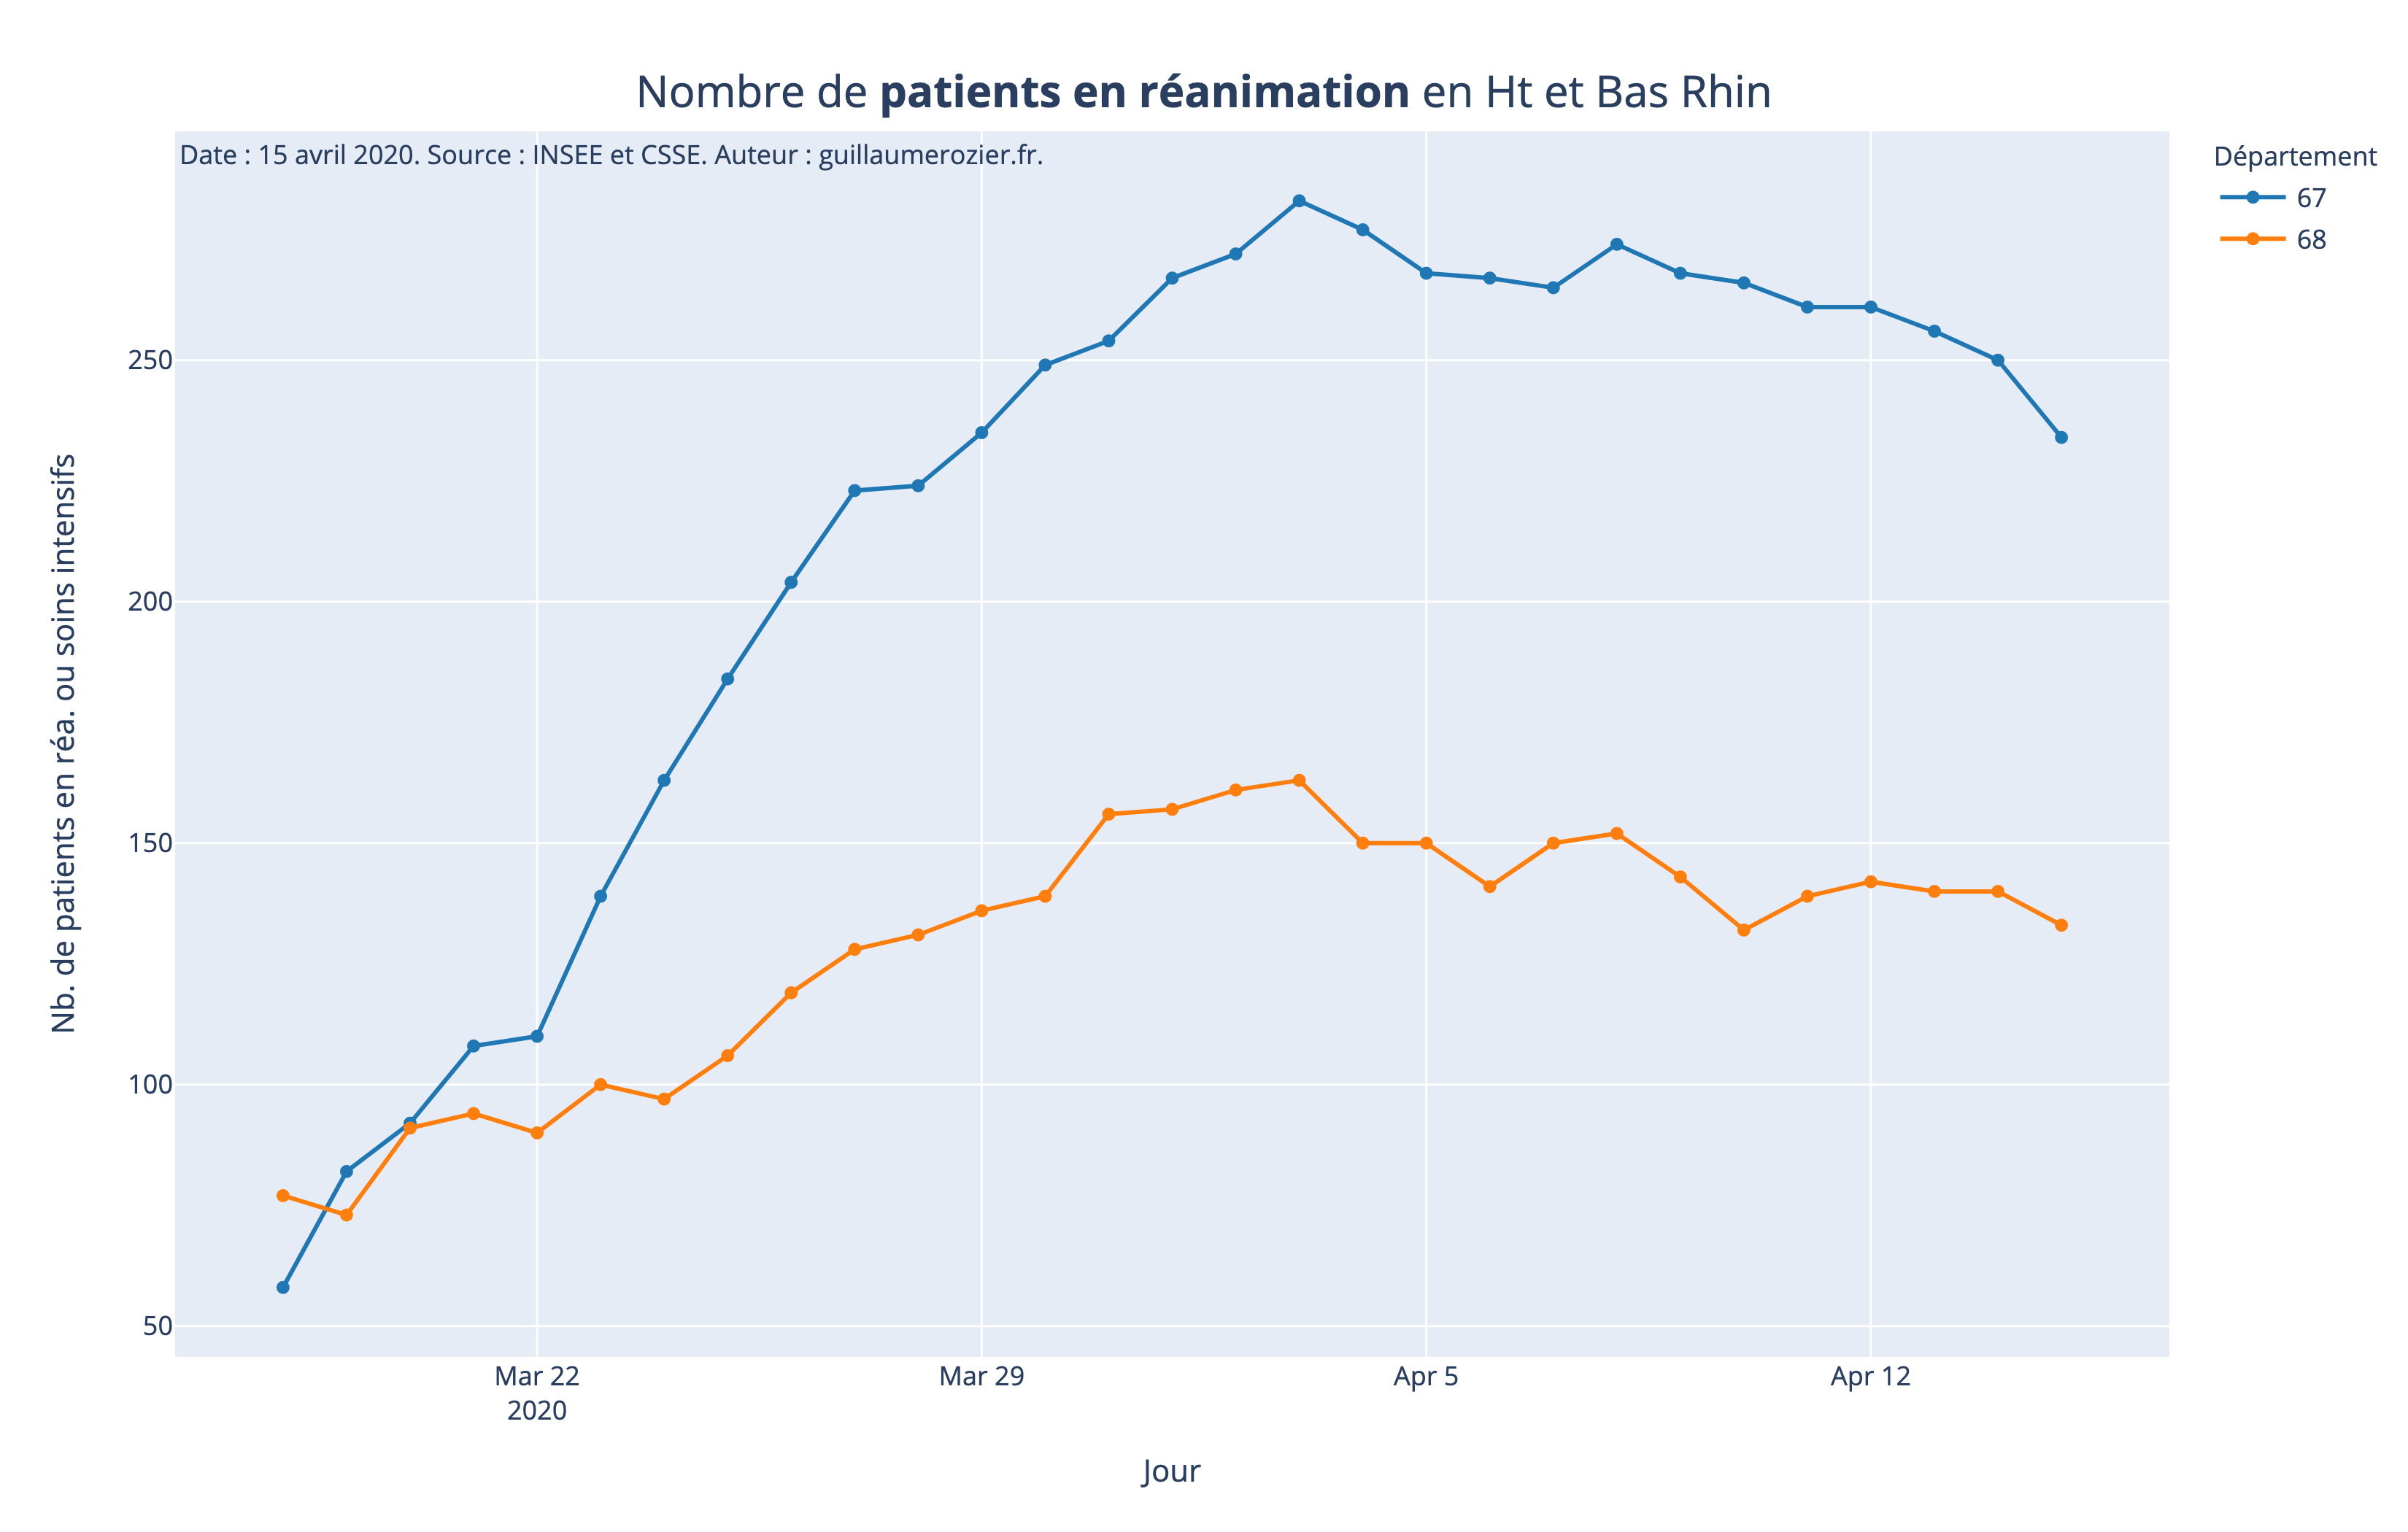 Nombre de patients en réanimation en Ht et Bas Rhin
Date : 15 avril 2020. Source : INSEE et CSSE. Auteur : guillaumerozier.fr.
Département
67
68
Nb. de patients en réa. ou soins intensifs
250
200
150
100
50
Mar 22
2020
Mar 29
Apr 5
Apr 12
Jour